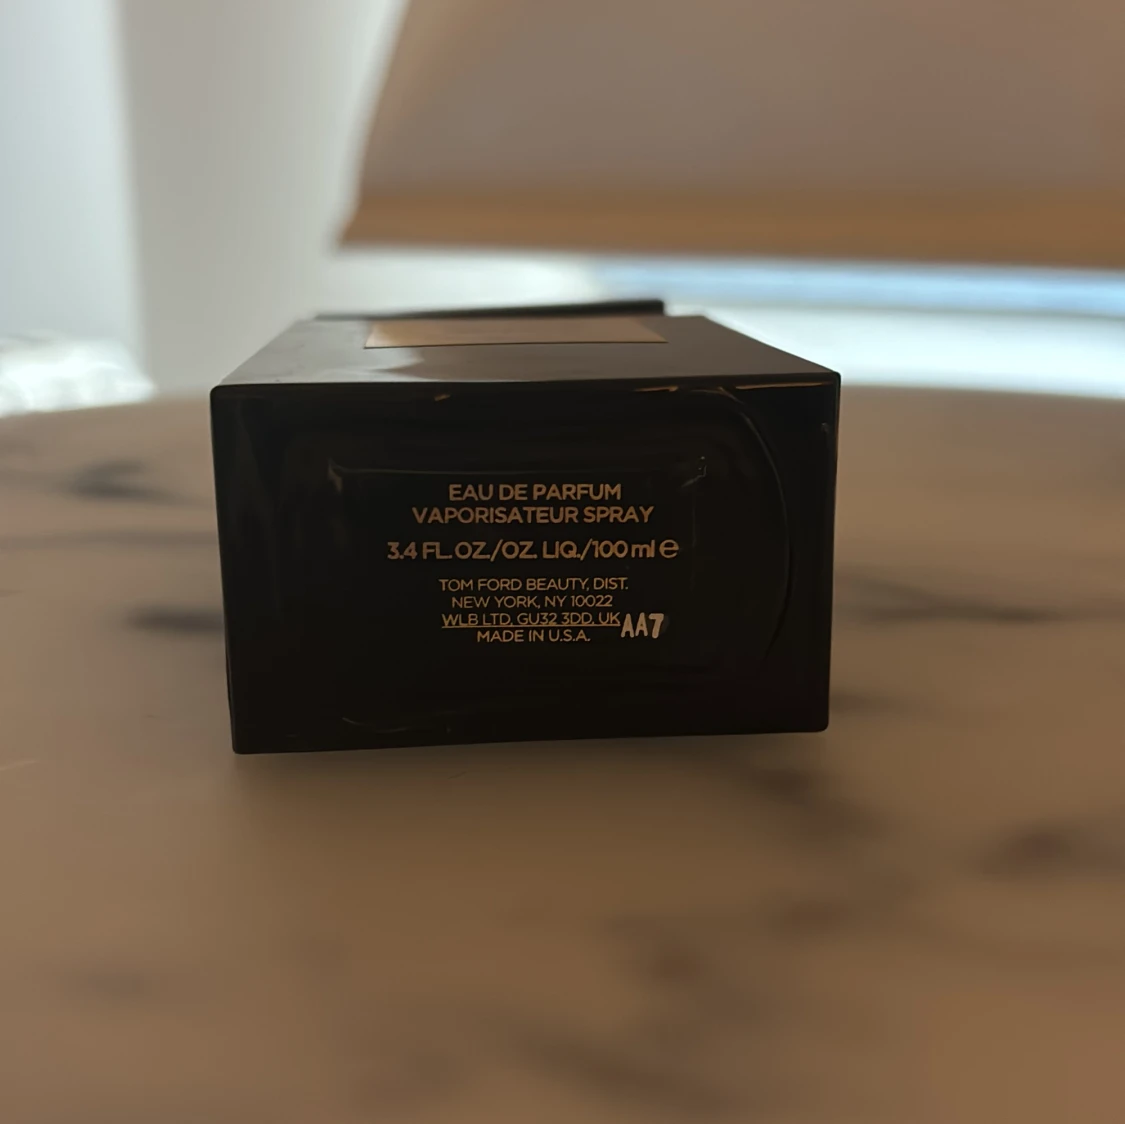 EAU DE PARFUM
VAPORISATEUR SPRAY
3.4 FL. OZ./OZ. LIQ./100 ml ℮
TOM FORD BEAUTY, DIST.
NEW YORK, NY 10022
WLB LTD, GU32 3DD, UK
MADE IN U.S.A.
AA7